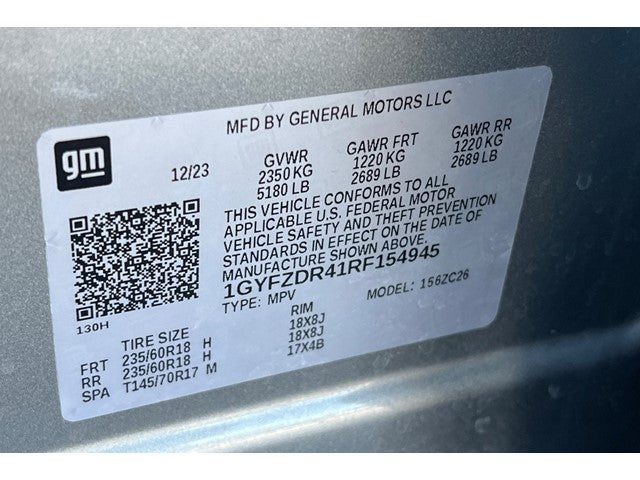 gm
MFD BY GENERAL MOTORS LLC
12/23
GVWR GAWR FRT GAWR RR
2350 KG 1220 KG 1220 KG
5180 LB 2689 LB 2689 LB
THIS VEHICLE CONFORMS TO ALL
APPLICABLE U.S. FEDERAL MOTOR
VEHICLE SAFETY AND THEFT PREVENTION
STANDARDS IN EFFECT ON THE DATE OF
MANUFACTURE SHOWN ABOVE.
1GYFZDR41RF154945
TYPE: MPV MODEL: 156ZC26
130H
TIRE SIZE RIM
FRT 235/60R18 H 18X8J
RR 235/60R18 H 18X8J
SPA T145/70R17 M 17X4B